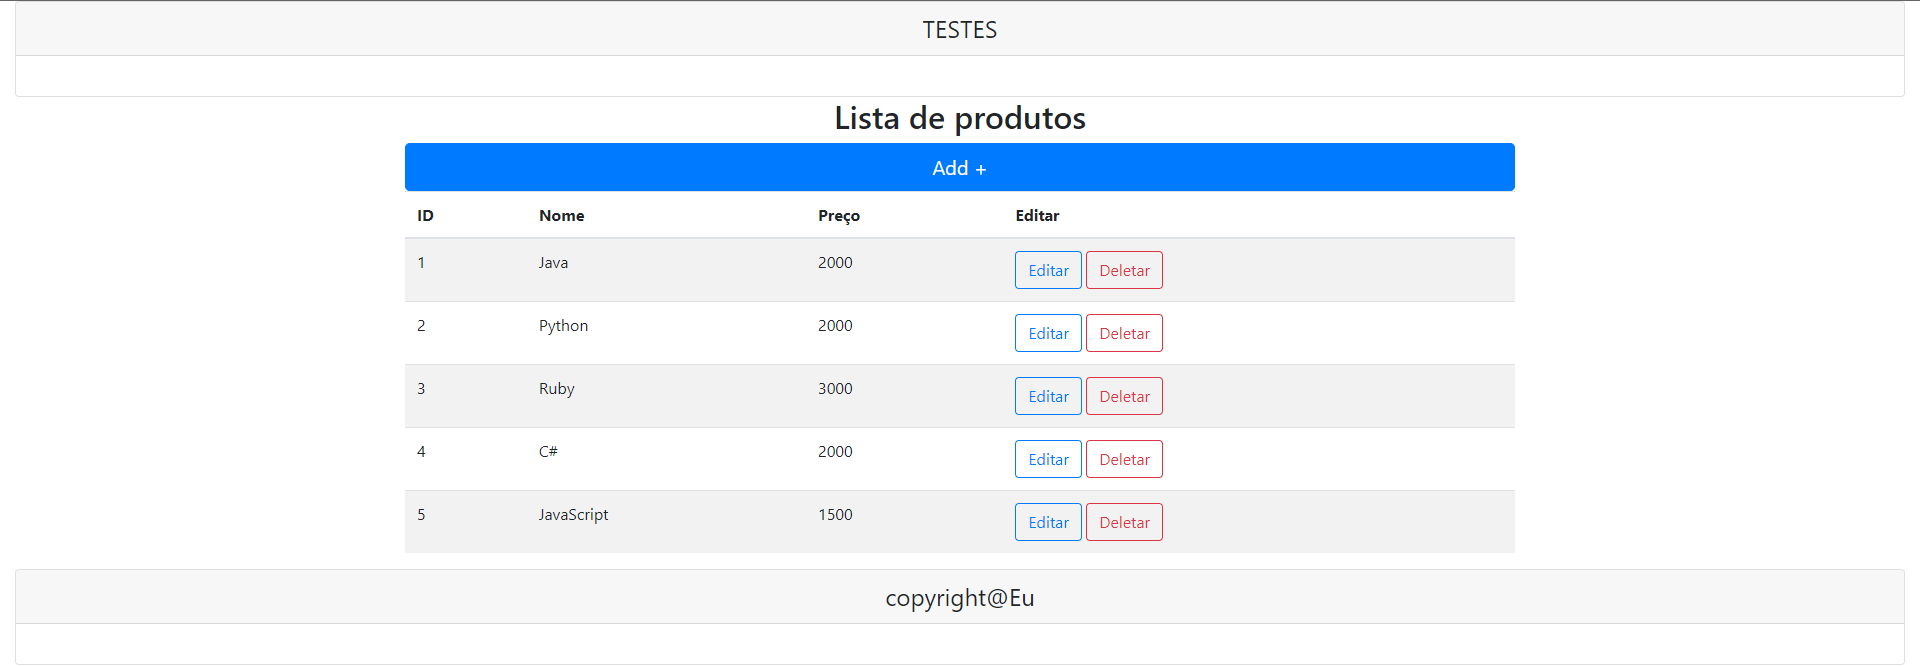 TESTES
Lista de produtos
Add +
ID Nome Preço Editar
1 Java 2000 Editar Deletar
2 Python 2000 Editar Deletar
3 Ruby 3000 Editar Deletar
4 C# 2000 Editar Deletar
5 JavaScript 1500 Editar Deletar
copyright@Eu